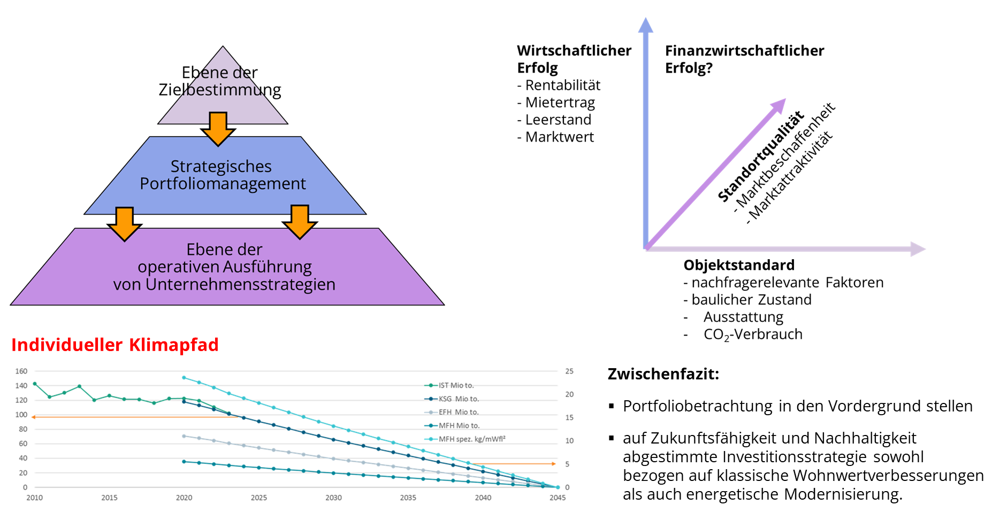 Ebene der
Zielbestimmung
Strategisches
Portfoliomanagement
Ebene der
operativen Ausführung
von Unternehmensstrategien
Wirtschaftlicher
Erfolg
- Rentabilität
- Mietertrag
- Leerstand
- Marktwert
Finanzwirtschaftlicher
Erfolg?
Standortqualität
- Marktbeschaffenheit
- Marktattraktivität
Objektstandard
- nachfragerelevante Faktoren
- baulicher Zustand
- Ausstattung
- CO₂-Verbrauch
Individueller Klimapfad
160
140
120
100
80
60
40
20
0
25
20
15
10
5
0
IST Mio to.
KSG Mio to.
EFH Mio to.
MFH Mio to.
MFH spez. kg/mWfl²
2010 2015 2020 2025 2030 2035 2040 2045
Zwischenfazit:
▪ Portfoliobetrachtung in den Vordergrund stellen
▪ auf Zukunftsfähigkeit und Nachhaltigkeit
abgestimmte Investitionsstrategie sowohl
bezogen auf klassische Wohnwertverbesserungen
als auch energetische Modernisierung.